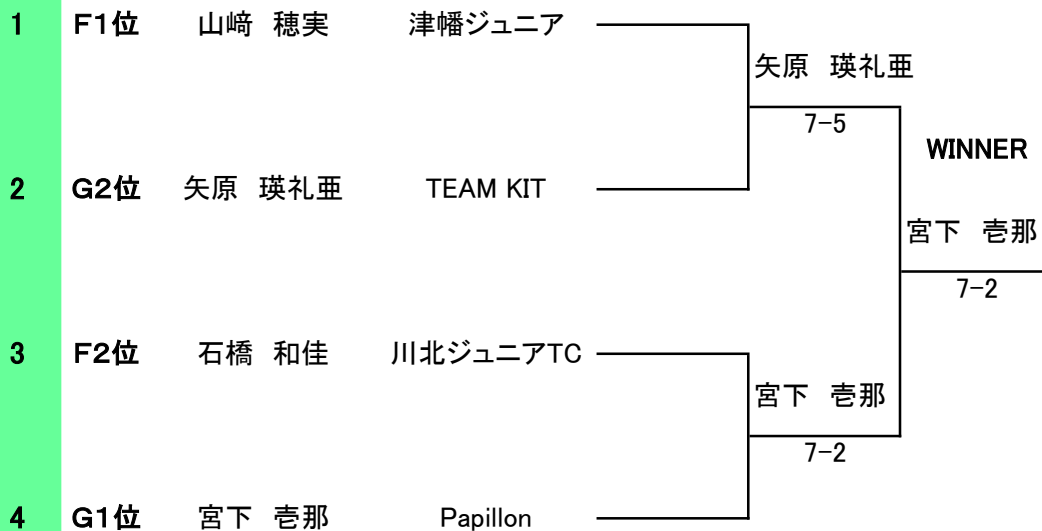 1 F1位 山﨑 穂実 津幡ジュニア
矢原 瑛礼亜
7-5
WINNER
2 G2位 矢原 瑛礼亜 TEAM KIT
宮下 壱那
7-2
3 F2位 石橋 和佳 川北ジュニアTC
宮下 壱那
7-2
4 G1位 宮下 壱那 Papillon